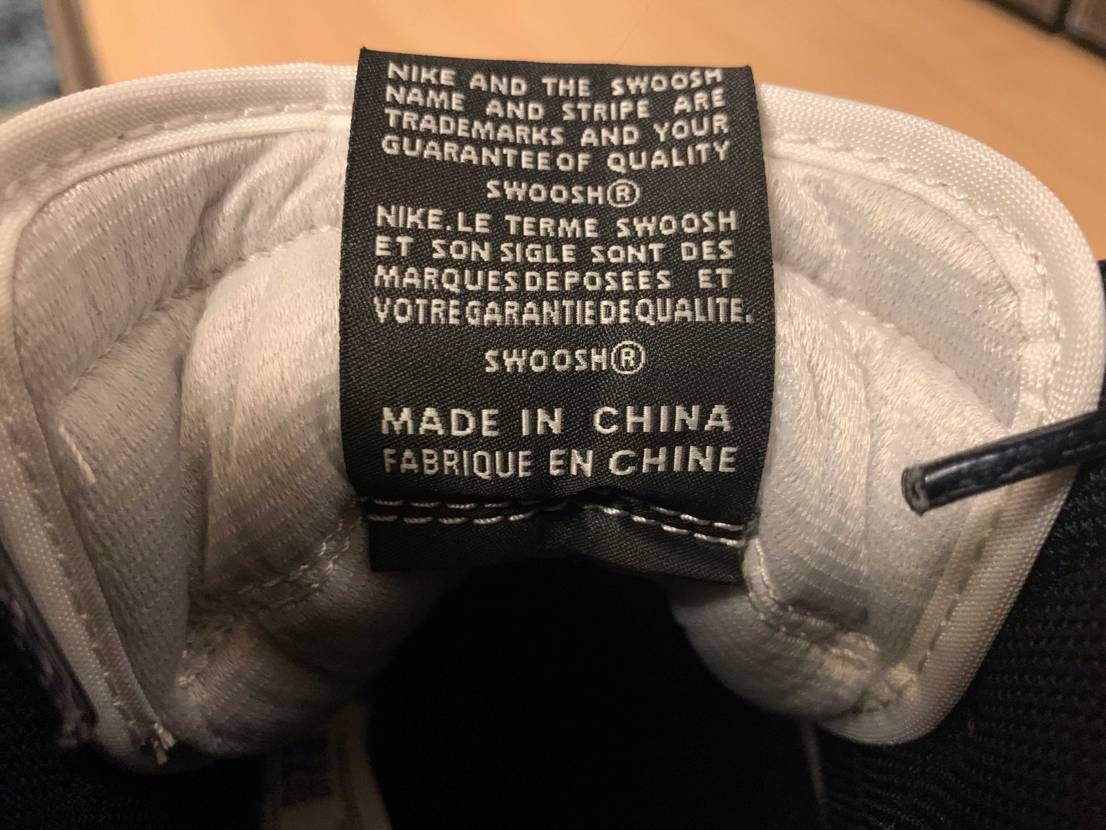 NIKE AND THE SWOOSH
NAME AND STRIPE ARE
TRADEMARKS AND YOUR
GUARANTEE OF QUALITY
SWOOSH®
NIKE. LE TERME SWOOSH
ET SON SIGLE SONT DES
MARQUES DEPOSEES ET
VOTRE GARANTIE DE QUALITE.
SWOOSH®
MADE IN CHINA
FABRIQUE EN CHINE